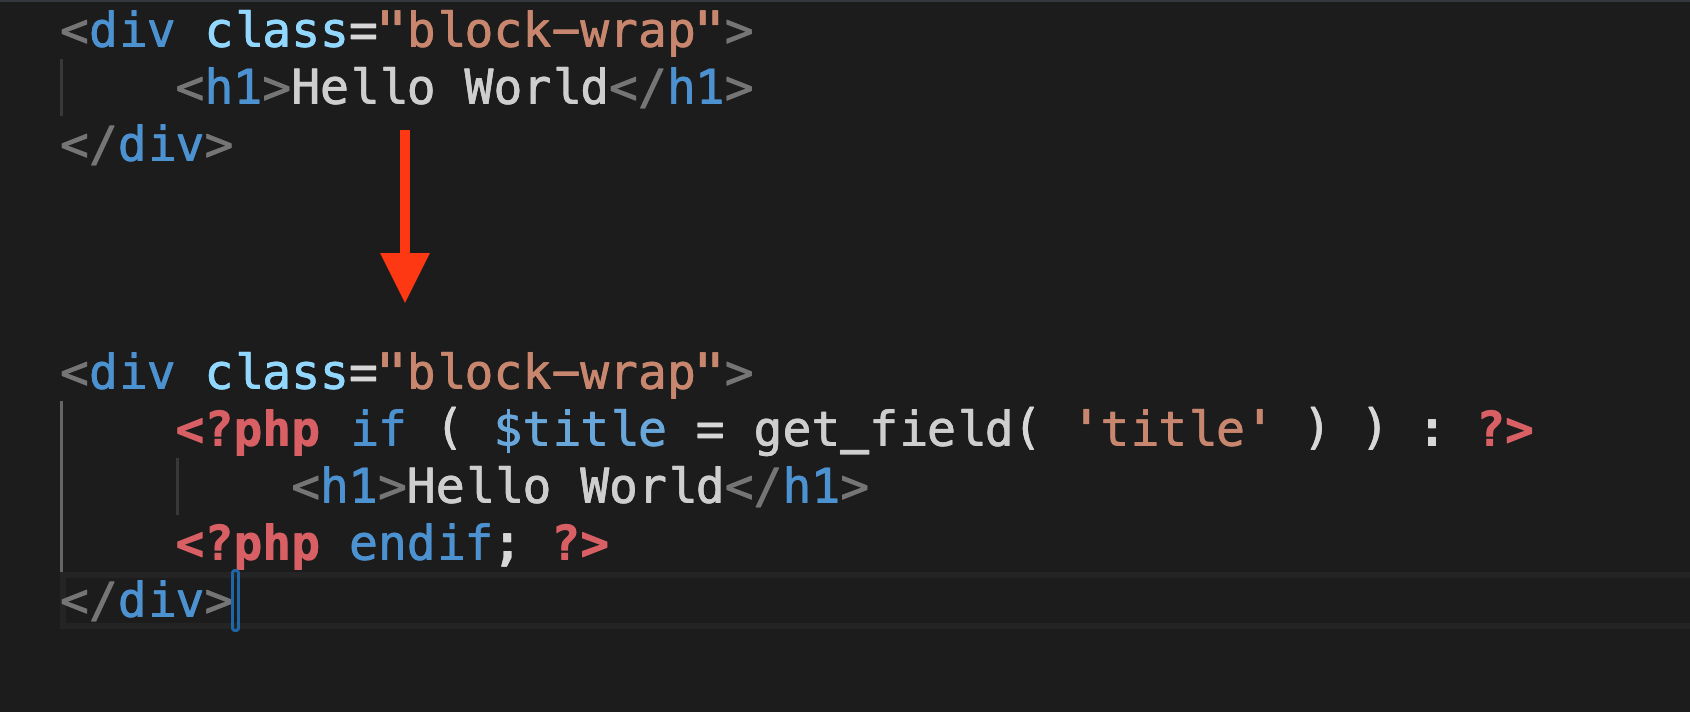 <div class="block-wrap">
    <h1>Hello World</h1>
</div>
<div class="block-wrap">
    <?php if ( $title = get_field( 'title' ) ) : ?>
        <h1>Hello World</h1>
    <?php endif; ?>
</div>